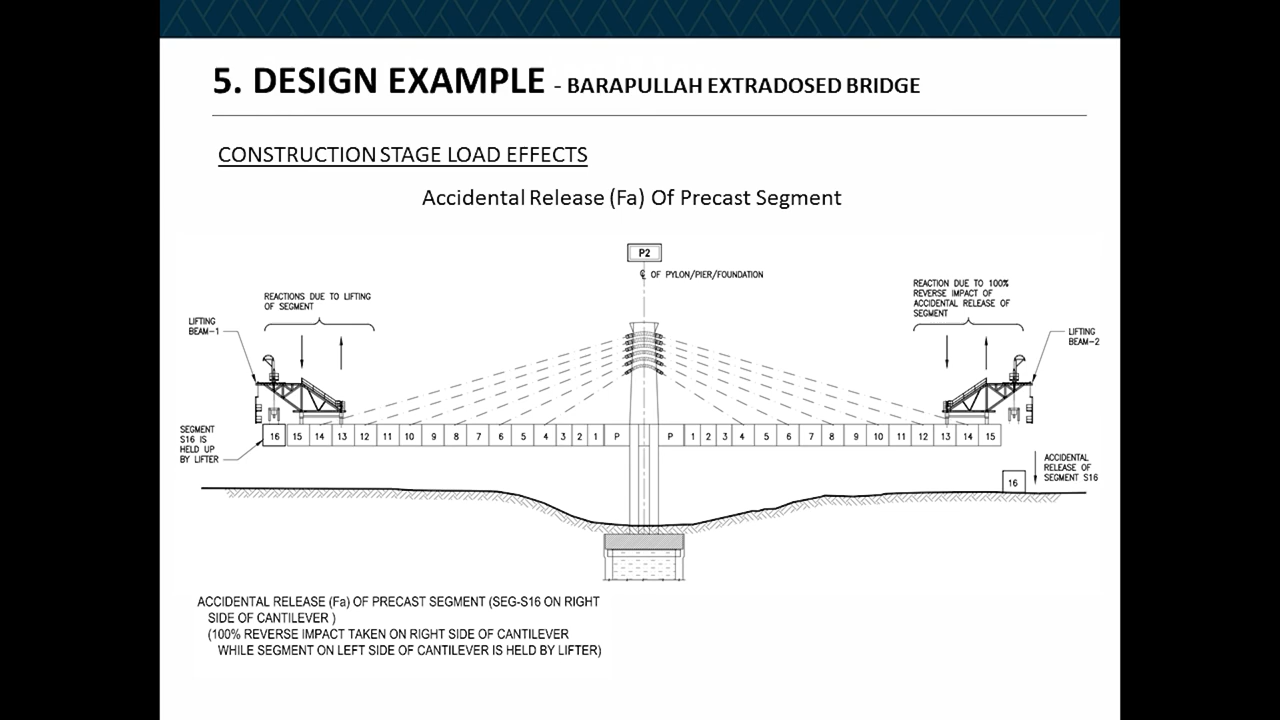 5. DESIGN EXAMPLE - BARAPULLAH EXTRADOSED BRIDGE
CONSTRUCTION STAGE LOAD EFFECTS
Accidental Release (Fa) Of Precast Segment
P2
℄ OF PYLON/PIER/FOUNDATION
REACTIONS DUE TO LIFTING
OF SEGMENT
REACTION DUE TO 100%
REVERSE IMPACT OF
ACCIDENTAL RELEASE OF
SEGMENT
LIFTING
BEAM-1
LIFTING
BEAM-2
SEGMENT
S16 IS
HELD UP
BY LIFTER
16 15 14 13 12 11 10 9 8 7 6 5 4 3 2 1 P P 1 2 3 4 5 6 7 8 9 10 11 12 13 14 15
ACCIDENTAL
RELEASE OF
SEGMENT S16
16
ACCIDENTAL RELEASE (Fa) OF PRECAST SEGMENT (SEG-S16 ON RIGHT
SIDE OF CANTILEVER )
(100% REVERSE IMPACT TAKEN ON RIGHT SIDE OF CANTILEVER
WHILE SEGMENT ON LEFT SIDE OF CANTILEVER IS HELD BY LIFTER)